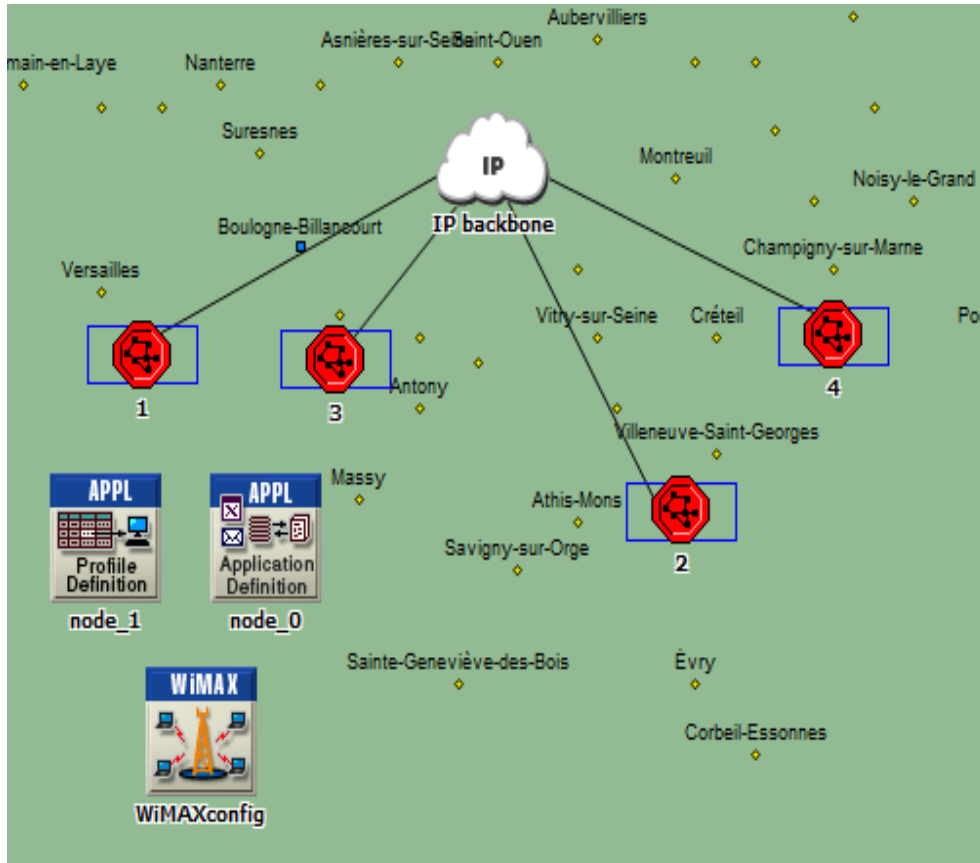 Aubervilliers
Asnières-sur-Seine
Saint-Ouen
main-en-Laye
Nanterre
Suresnes
IP
Montreuil
Noisy-le-Grand
IP backbone
Boulogne-Billancourt
Champigny-sur-Marne
Versailles
Vitry-sur-Seine
Créteil
Po
1
3
Antony
4
Villeneuve-Saint-Georges
APPL
Profiile
Definition
node_1
APPL
Application
Definition
node_0
Massy
Athis-Mons
Savigny-sur-Orge
2
Sainte-Geneviève-des-Bois
Évry
WiMAX
Corbeil-Essonnes
WiMAXconfig